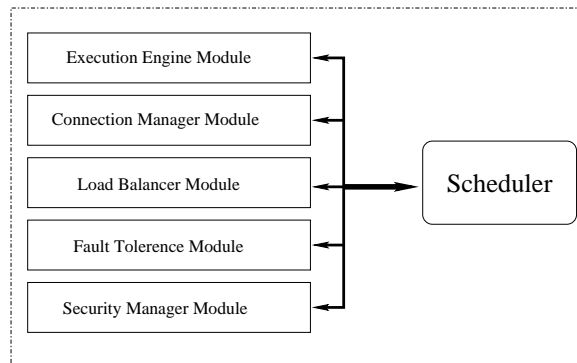 Execution Engine Module
Connection Manager Module
Load Balancer Module
Scheduler
Fault Tolerence Module
Security Manager Module